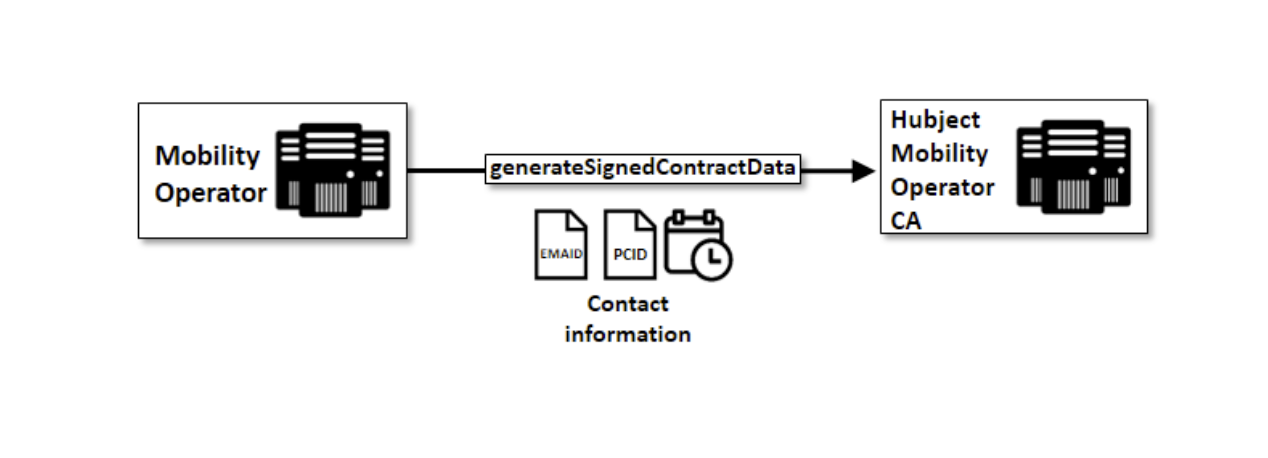 Mobility
Operator
generateSignedContractData
EMAID
PCID
Contact
information
Hubject
Mobility
Operator
CA